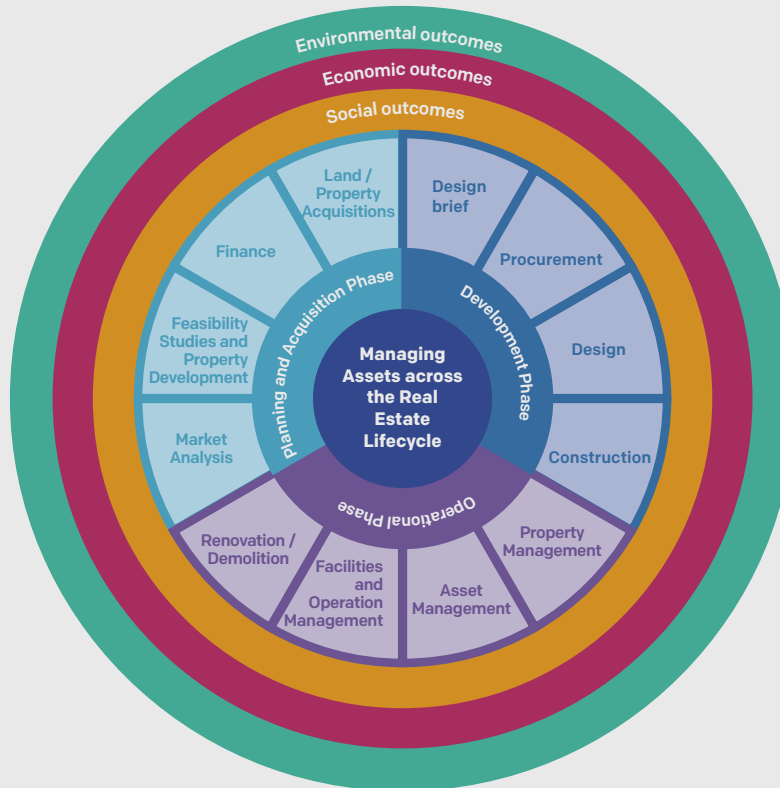 Environmental outcomes
Economic outcomes
Social outcomes
Land /
Property
Acquisitions
Design
brief
Finance
Procurement
Planning and Acquisition Phase
Development Phase
Feasibility
Studies and
Property
Development
Design
Managing
Assets across
the Real
Estate
Lifecycle
Market
Analysis
Construction
Operational Phase
Renovation /
Demolition
Property
Management
Facilities
and
Operation
Management
Asset
Management